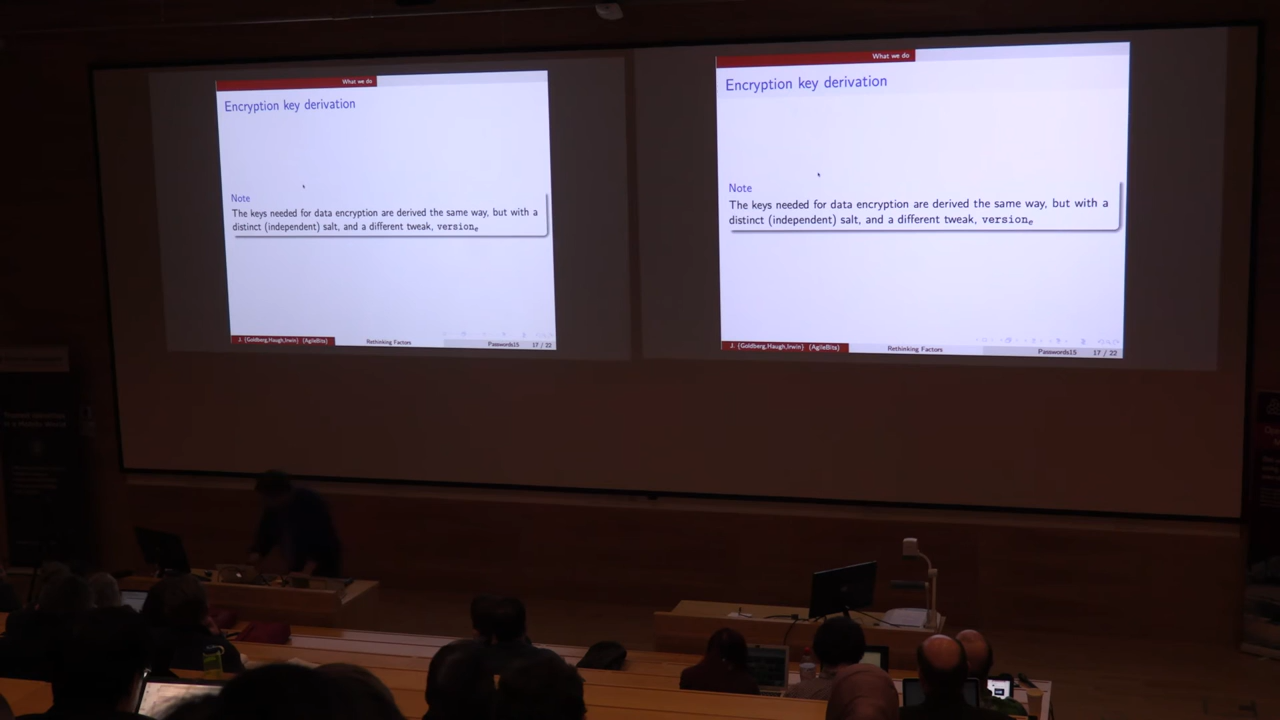 What we do
Encryption key derivation
Note
The keys needed for data encryption are derived the same way, but with a
distinct (independent) salt, and a different tweak, versionₑ
J. {Goldberg,Haugh,Irwin} (AgileBits)
Rethinking Factors
Passwords15
17 / 22
What we do
Encryption key derivation
Note
The keys needed for data encryption are derived the same way, but with a
distinct (independent) salt, and a different tweak, versionₑ
J. {Goldberg,Haugh,Irwin} (AgileBits)
Rethinking Factors
Passwords15
17 / 22